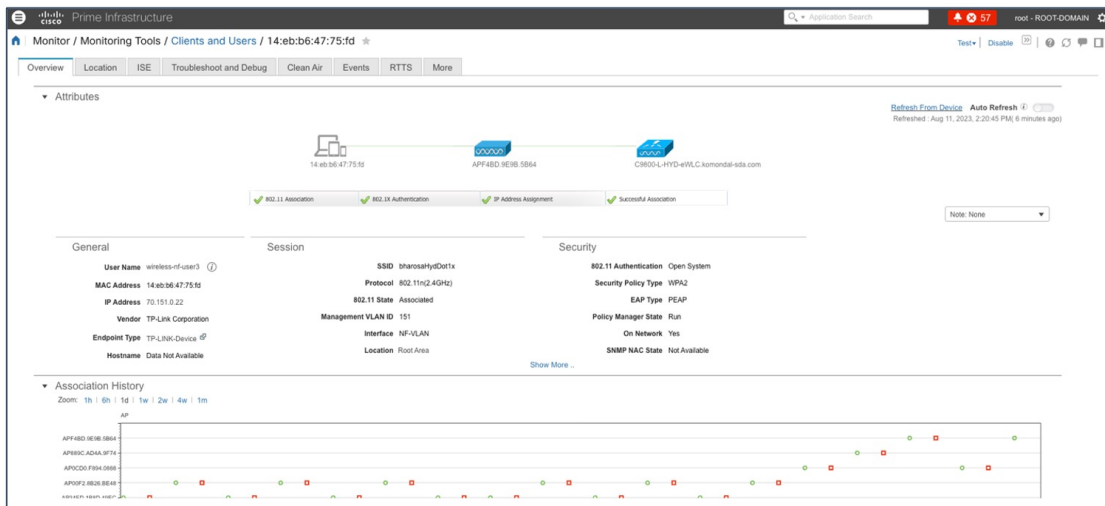 cisco Prime Infrastructure
Application Search
57
root - ROOT-DOMAIN
Monitor / Monitoring Tools / Clients and Users / 14:eb:b6:47:75:fd
Test Disable
Overview Location ISE Troubleshoot and Debug Clean Air Events RTTS More
Attributes
Refresh From Device Auto Refresh
Refreshed : Aug 11, 2023, 2:20:45 PM( 6 minutes ago)
14:eb:b6:47:75:fd APF4BD.9E9B.5B64 C9800-L-HYD-eWLC.komondal-sda.com
802.11 Association 802.1X Authentication IP Address Assignment Successful Association
Note: None
General
User Name wireless-nf-user3
MAC Address 14:eb:b6:47:75:fd
IP Address 70.151.0.22
Vendor TP-Link Corporation
Endpoint Type TP-LINK-Device
Hostname Data Not Available
Session
SSID bharosaHydDot1x
Protocol 802.11n(2.4GHz)
802.11 State Associated
Management VLAN ID 151
Interface NF-VLAN
Location Root Area
Security
802.11 Authentication Open System
Security Policy Type WPA2
EAP Type PEAP
Policy Manager State Run
On Network Yes
SNMP NAC State Not Available
Show More ..
Association History
Zoom: 1h | 6h | 1d | 1w | 2w | 4w | 1m
AP
APF4BD.9E9B.5B64
AP0CD0.F894.0888
AP00F2.8B26.BE48